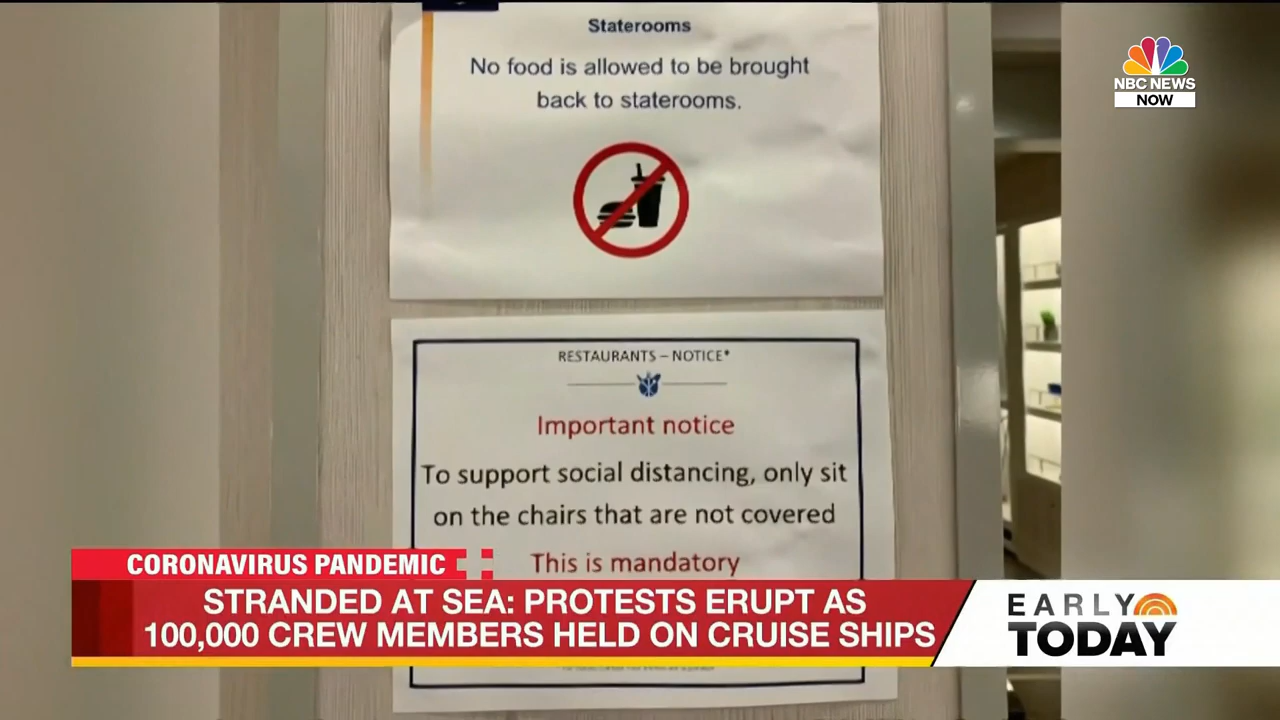 Staterooms
No food is allowed to be brought
back to staterooms.
NBC NEWS
NOW
RESTAURANTS – NOTICE*
Important notice
To support social distancing, only sit
on the chairs that are not covered
This is mandatory
CORONAVIRUS PANDEMIC
STRANDED AT SEA: PROTESTS ERUPT AS
100,000 CREW MEMBERS HELD ON CRUISE SHIPS
EARLY
TODAY